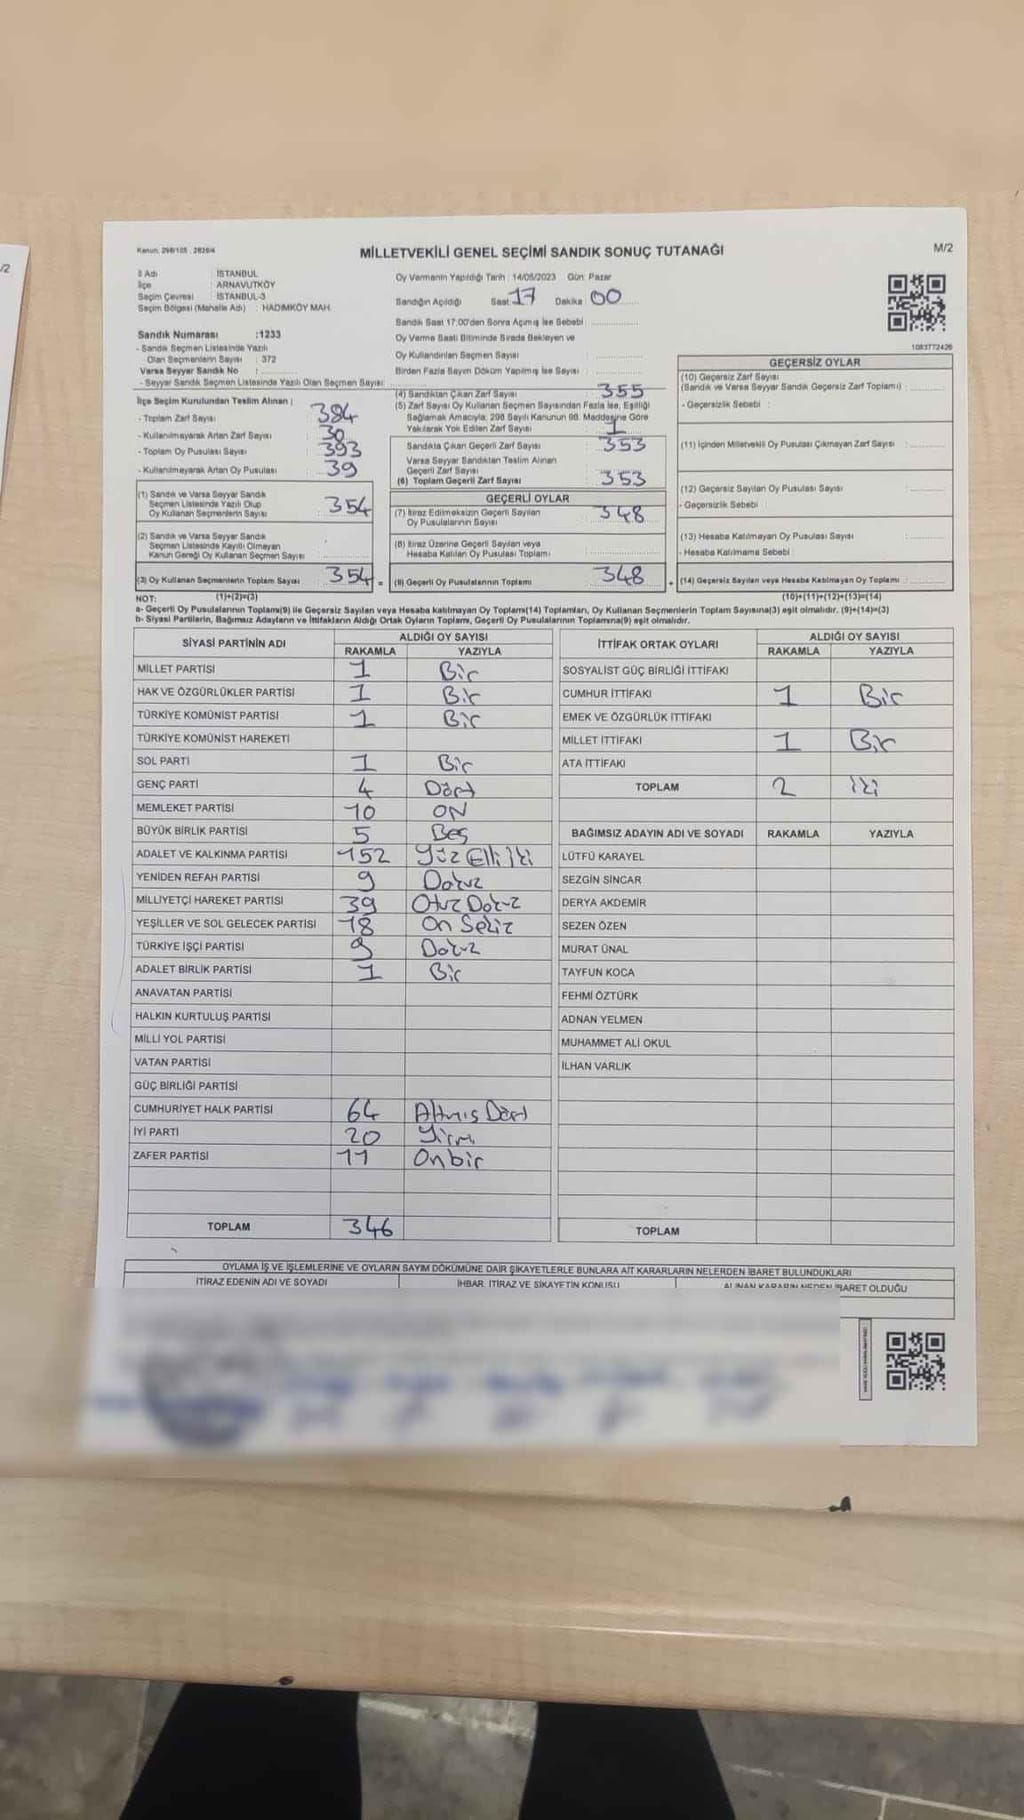 /2
Kanun: 298/105 , 2839/4
MİLLETVEKİLİ GENEL SEÇİMİ SANDIK SONUÇ TUTANAĞI
M/2
İl Adı : İSTANBUL
İlçe : ARNAVUTKÖY
Seçim Çevresi : İSTANBUL-3
Seçim Bölgesi (Mahalle Adı) : HADIMKÖY MAH.
Oy Vermenin Yapıldığı Tarih : 14/05/2023 Gün: Pazar
Sandığın Açıldığı Saat 17 Dakika 00
Sandık Saat 17:00'den Sonra Açılmış İse Sebebi :
Oy Verme Saati Bitiminde Sırada Bekleyen ve
Oy Kullandırılan Seçmen Sayısı :
Birden Fazla Sayım Döküm Yapılmış İse Sayısı :
1083772426
Sandık Numarası :1233
- Sandık Seçmen Listesinde Yazılı
Olan Seçmenlerin Sayısı : 372
Varsa Seyyar Sandık No :
- Seyyar Sandık Seçmen Listesinde Yazılı Olan Seçmen Sayısı:
İlçe Seçim Kurulundan Teslim Alınan ;
- Toplam Zarf Sayısı : 384
- Kullanılmayarak Artan Zarf Sayısı : 30
- Toplam Oy Pusulası Sayısı : 393
- Kullanılmayarak Artan Oy Pusulası : 39
(1) Sandık ve Varsa Seyyar Sandık
Seçmen Listesinde Yazılı Olup
Oy Kullanan Seçmenlerin Sayısı : 354
(2) Sandık ve Varsa Seyyar Sandık
Seçmen Listesinde Kayıtlı Olmayan
Kanun Gereği Oy Kullanan Seçmen Sayısı :
(3) Oy Kullanan Seçmenlerin Toplam Sayısı : 354 =
(4) Sandıktan Çıkan Zarf Sayısı : 355
(5) Zarf Sayısı Oy Kullanan Seçmen Sayısından Fazla İse, Eşitliği
Sağlamak Amacıyla; 298 Sayılı Kanunun 98. Maddesine Göre
Yakılarak Yok Edilen Zarf Sayısı : 1
Sandıkta Çıkan Geçerli Zarf Sayısı : 353
Varsa Seyyar Sandıktan Teslim Alınan
Geçerli Zarf Sayısı :
(6) Toplam Geçerli Zarf Sayısı : 353
GEÇERLİ OYLAR
(7) İtiraz Edilmeksizin Geçerli Sayılan
Oy Pusulalarının Sayısı : 348
(8) İtiraz Üzerine Geçerli Sayılan veya
Hesaba Katılan Oy Pusulası Toplamı :
(9) Geçerli Oy Pusulalarının Toplamı : 348 +
GEÇERSİZ OYLAR
(10) Geçersiz Zarf Sayısı
(Sandık ve Varsa Seyyar Sandık Geçersiz Zarf Toplamı) :
- Geçersizlik Sebebi :
(11) İçinden Milletvekili Oy Pusulası Çıkmayan Zarf Sayısı :
(12) Geçersiz Sayılan Oy Pusulası Sayısı :
- Geçersizlik Sebebi :
(13) Hesaba Katılmayan Oy Pusulası Sayısı :
- Hesaba Katılmama Sebebi :
(14) Geçersiz Sayılan veya Hesaba Katılmayan Oy Toplamı :
NOT: (1)+(2)=(3) (10)+(11)+(12)+(13)=(14)
a- Geçerli Oy Pusulalarının Toplamı(9) ile Geçersiz Sayılan veya Hesaba Katılmayan Oy Toplamı(14) Toplamları, Oy Kullanan Seçmenlerin Toplam Sayısına(3) eşit olmalıdır. (9)+(14)=(3)
b- Siyasi Partilerin, Bağımsız Adayların ve İttifakların Aldığı Ortak Oyların Toplamı, Geçerli Oy Pusulalarının Toplamına(9) eşit olmalıdır.
SİYASİ PARTİNİN ADI ALDIĞI OY SAYISI
RAKAMLA YAZIYLA
MİLLET PARTİSİ 1 Bir
HAK VE ÖZGÜRLÜKLER PARTİSİ 1 Bir
TÜRKİYE KOMÜNİST PARTİSİ 1 Bir
TÜRKİYE KOMÜNİST HAREKETİ
SOL PARTİ 1 Bir
GENÇ PARTİ 4 Dört
MEMLEKET PARTİSİ 10 ON
BÜYÜK BİRLİK PARTİSİ 5 Beş
ADALET VE KALKINMA PARTİSİ 152 Yüz Elli İki
YENİDEN REFAH PARTİSİ 9 Dokuz
MİLLİYETÇİ HAREKET PARTİSİ 39 Otuz Dokuz
YEŞİLLER VE SOL GELECEK PARTİSİ 18 On Sekiz
TÜRKİYE İŞÇİ PARTİSİ 9 Dokuz
ADALET BİRLİK PARTİSİ 1 Bir
ANAVATAN PARTİSİ
HALKIN KURTULUŞ PARTİSİ
MİLLİ YOL PARTİSİ
VATAN PARTİSİ
GÜÇ BİRLİĞİ PARTİSİ
CUMHURİYET HALK PARTİSİ 64 Altmış Dört
İYİ PARTİ 20 Yirmi
ZAFER PARTİSİ 11 Onbir
TOPLAM 346
İTTİFAK ORTAK OYLARI ALDIĞI OY SAYISI
RAKAMLA YAZIYLA
SOSYALİST GÜÇ BİRLİĞİ İTTİFAKI
CUMHUR İTTİFAKI 1 Bir
EMEK VE ÖZGÜRLÜK İTTİFAKI
MİLLET İTTİFAKI 1 Bir
ATA İTTİFAKI
TOPLAM 2 iki
BAĞIMSIZ ADAYIN ADI VE SOYADI RAKAMLA YAZIYLA
LÜTFÜ KARAYEL
SEZGİN SİNCAR
DERYA AKDEMİR
SEZEN ÖZEN
MURAT ÜNAL
TAYFUN KOCA
FEHMİ ÖZTÜRK
ADNAN YELMEN
MUHAMMET ALİ OKUL
İLHAN VARLIK
TOPLAM
OYLAMA İŞ VE İŞLEMLERİNE VE OYLARIN SAYIM DÖKÜMÜNE DAİR ŞİKAYETLERLE BUNLARA AİT KARARLARIN NELERDEN İBARET BULUNDUKLARI
İTİRAZ EDENİN ADI VE SOYADI İHBAR, İTİRAZ VE ŞİKAYETİN KONUSU ALINAN KARARIN NEDEN İBARET OLDUĞU